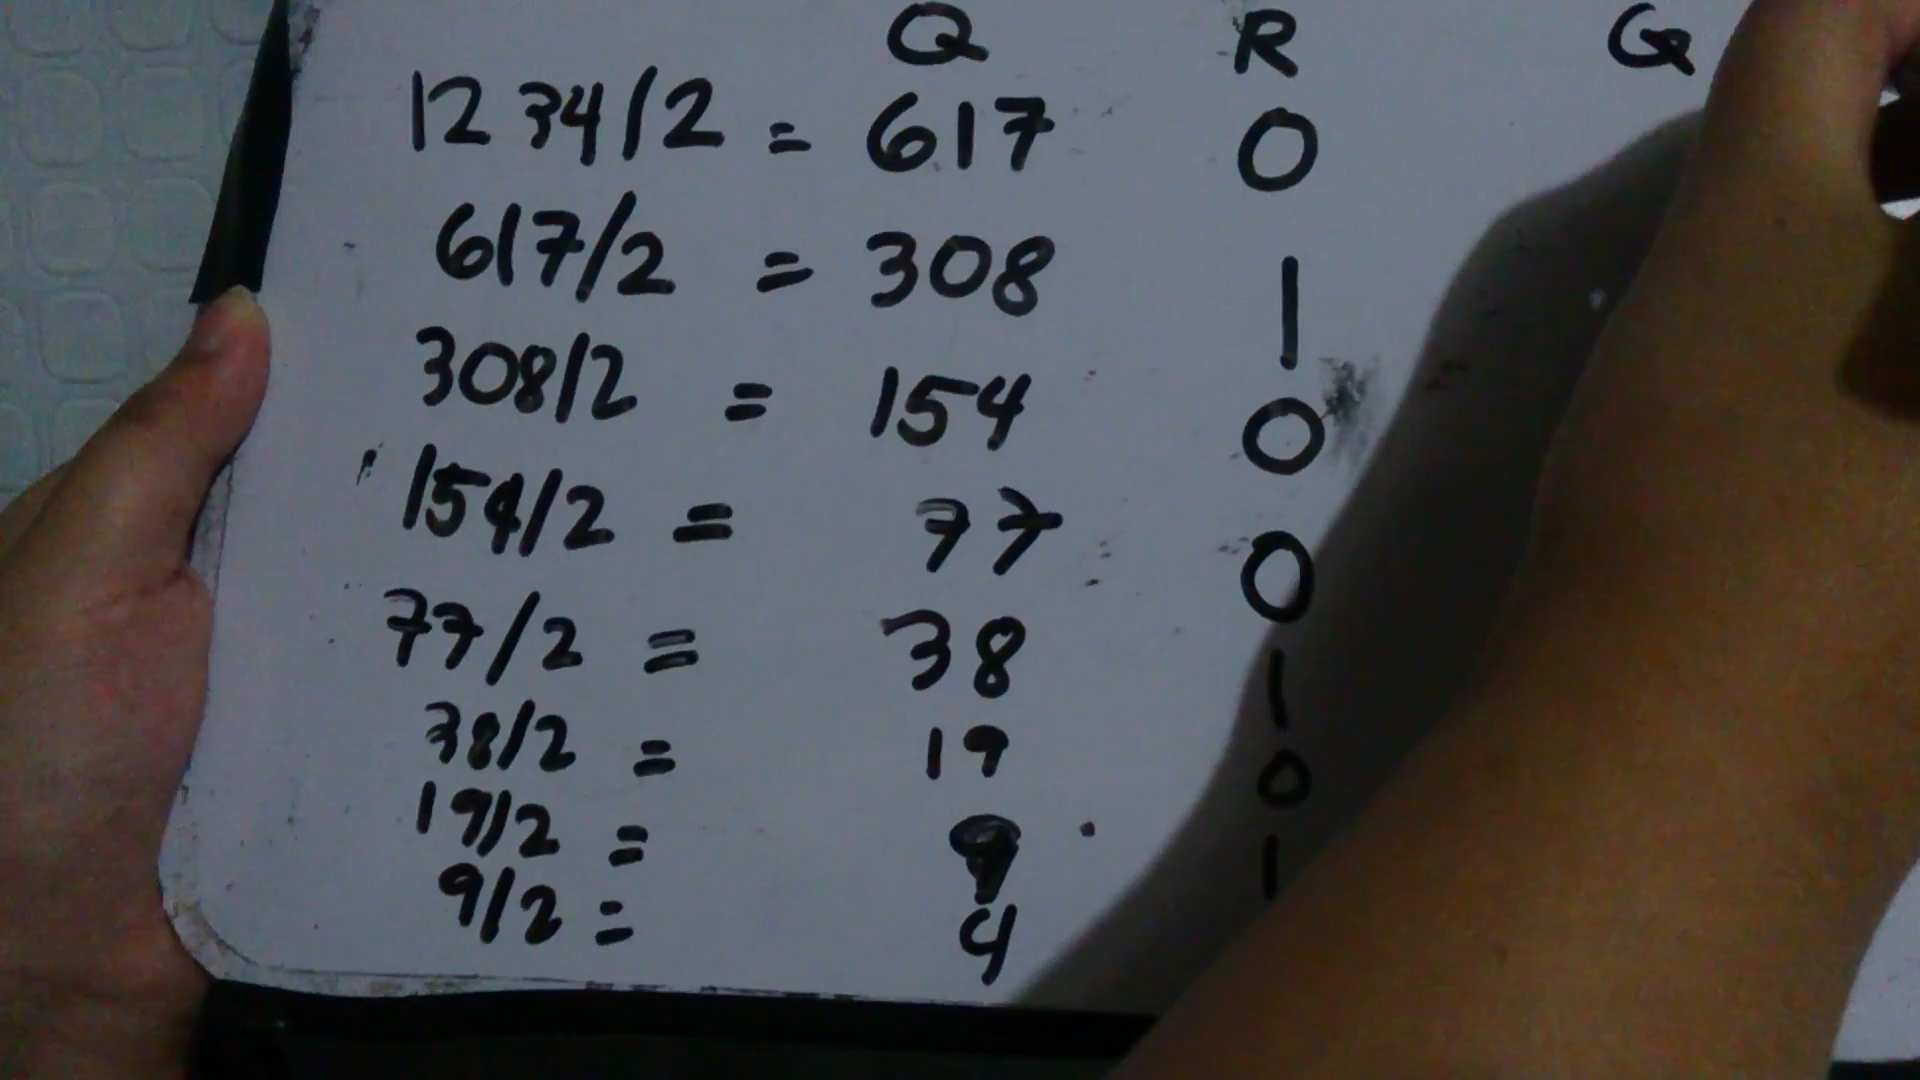 Q R Q
1234/2 = 617 0
617/2 = 308 1
308/2 = 154 0
154/2 = 77 0
77/2 = 38 1
38/2 = 19 0
19/2 = 9 1
9/2 = 4